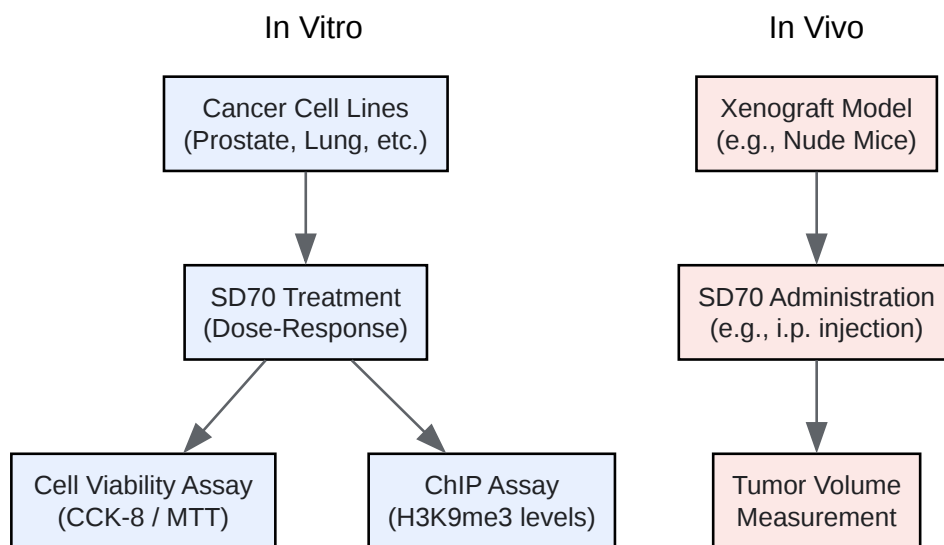 In Vitro
In Vivo
Cancer Cell Lines
(Prostate, Lung, etc.)
Xenograft Model
(e.g., Nude Mice)
SD70 Treatment
(Dose-Response)
SD70 Administration
(e.g., i.p. injection)
Cell Viability Assay
(CCK-8 / MTT)
ChIP Assay
(H3K9me3 levels)
Tumor Volume
Measurement